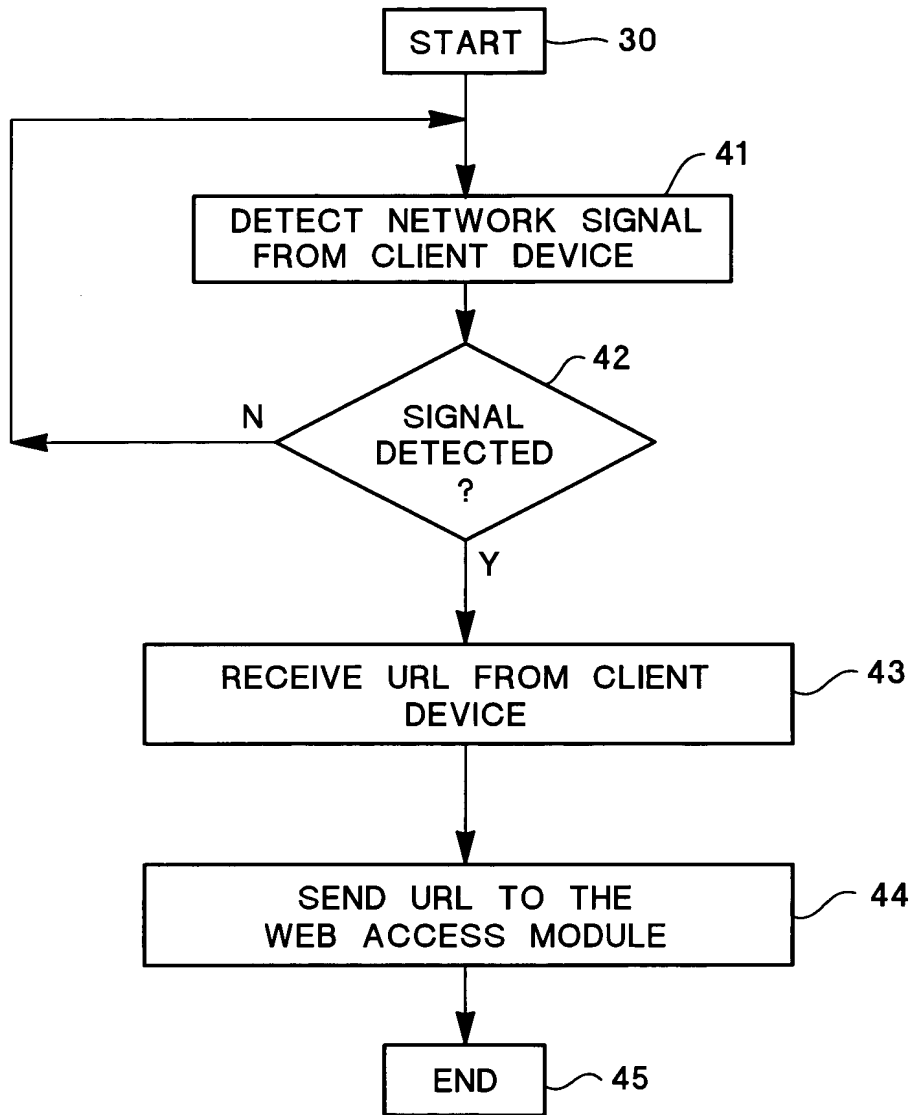 START
30
41
DETECT NETWORK SIGNAL
FROM CLIENT DEVICE
42
N
SIGNAL
DETECTED
?
Y
RECEIVE URL FROM CLIENT
DEVICE
43
SEND URL TO THE
WEB ACCESS MODULE
44
END
45